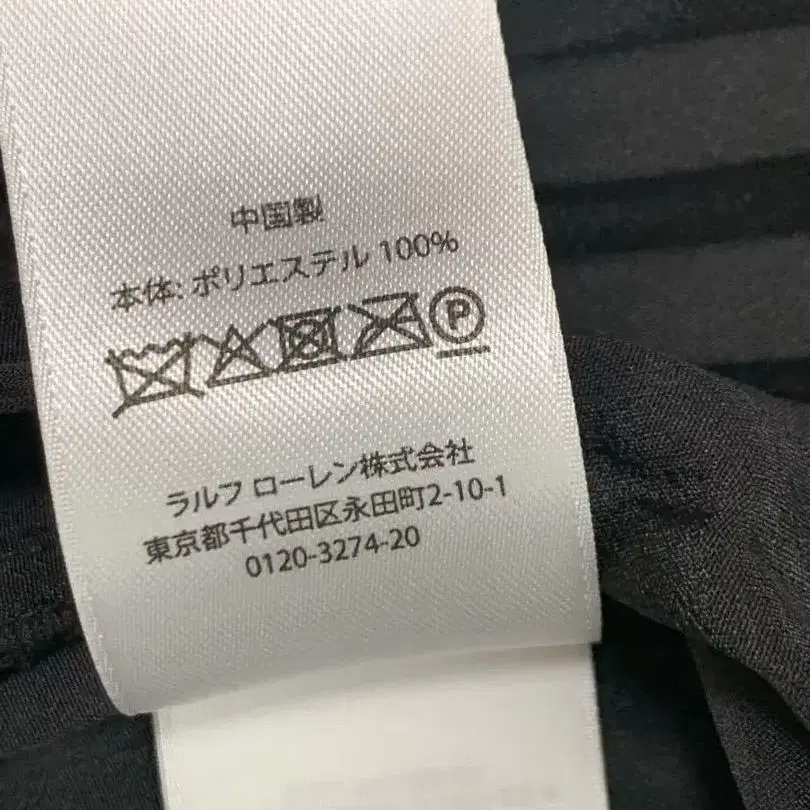 中国製
本体: ポリエステル 100%
P
ラルフ ローレン株式会社
東京都千代田区永田町2-10-1
0120-3274-20